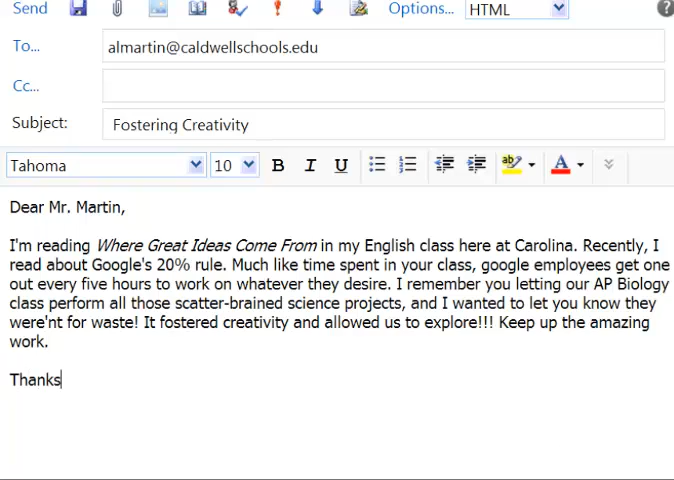 Send Options... HTML
To... almartin@caldwellschools.edu
Cc...
Subject: Fostering Creativity
Tahoma 10 B I U ab A
Dear Mr. Martin,
I'm reading Where Great Ideas Come From in my English class here at Carolina. Recently, I
read about Google's 20% rule. Much like time spent in your class, google employees get one
out every five hours to work on whatever they desire. I remember you letting our AP Biology
class perform all those scatter-brained science projects, and I wanted to let you know they
were'nt for waste! It fostered creativity and allowed us to explore!!! Keep up the amazing
work.
Thanks